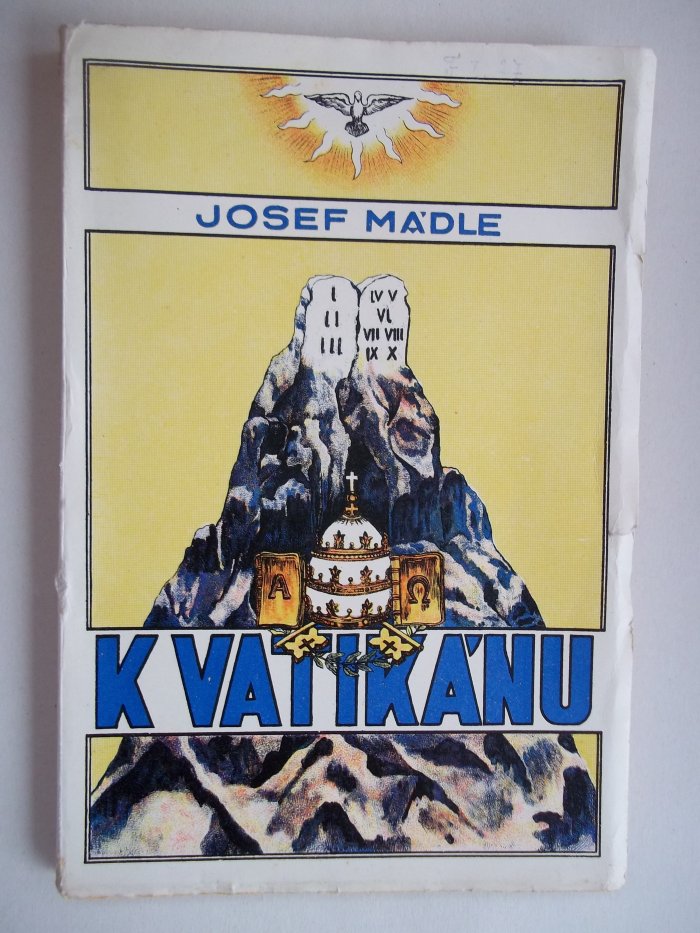 JOSEF MÁDLE
I
II
III
IV V
VI
VII VIII
IX X
A Ω
K VATIKÁNU